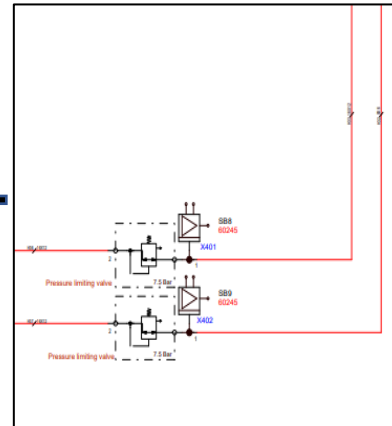 SB8
60245
X401
2
1
Pressure limiting valve
7.5 Bar
SB9
60245
X402
2
1
Pressure limiting valve
7.5 Bar